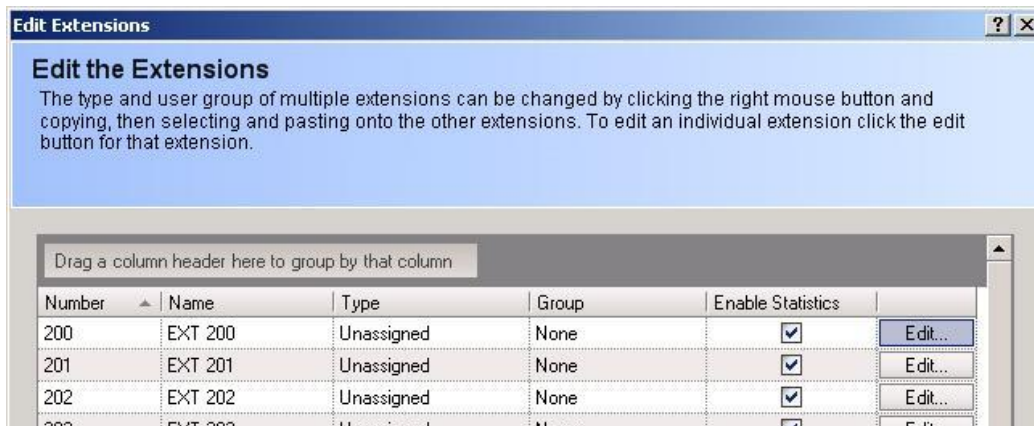 Edit Extensions
Edit the Extensions
The type and user group of multiple extensions can be changed by clicking the right mouse button and
copying, then selecting and pasting onto the other extensions. To edit an individual extension click the edit
button for that extension.
Drag a column header here to group by that column
Number Name Type Group Enable Statistics
200 EXT 200 Unassigned None Edit...
201 EXT 201 Unassigned None Edit...
202 EXT 202 Unassigned None Edit...